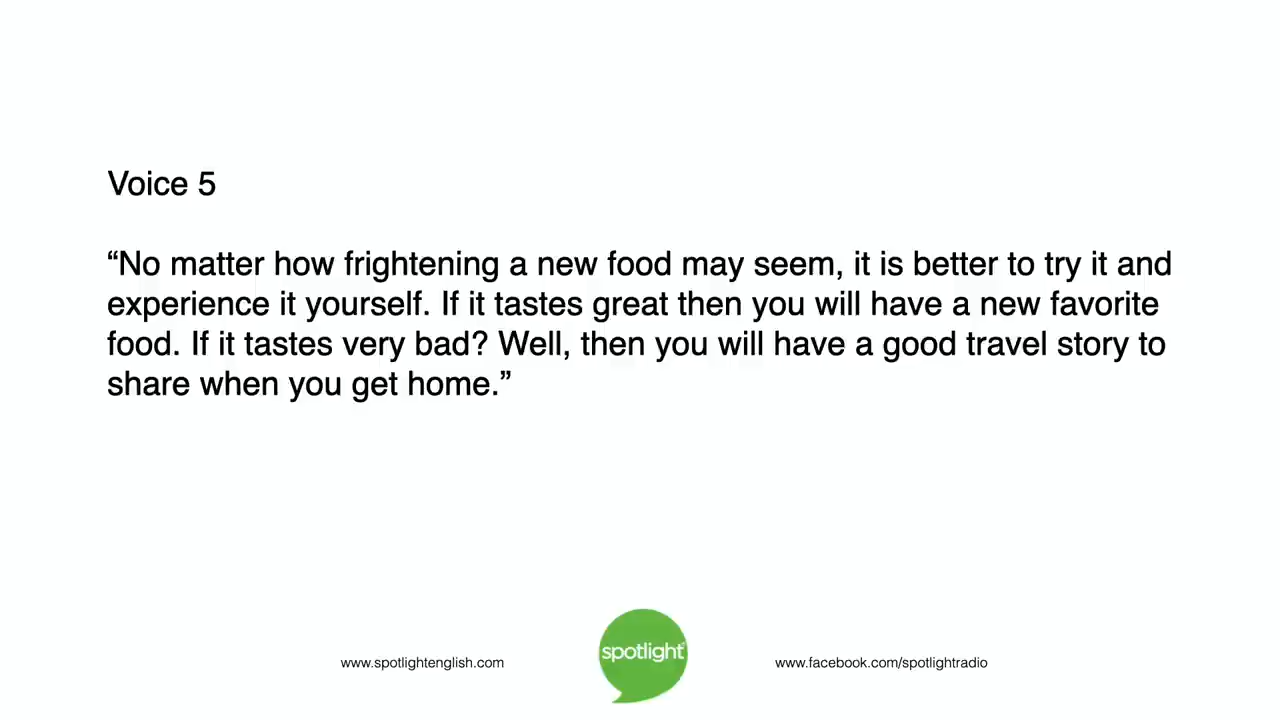 Voice 5
“No matter how frightening a new food may seem, it is better to try it and
experience it yourself. If it tastes great then you will have a new favorite
food. If it tastes very bad? Well, then you will have a good travel story to
share when you get home.”
spotlight
www.spotlightenglish.com
www.facebook.com/spotlightradio